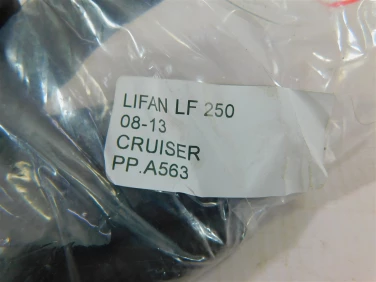 LIFAN LF 250
08-13
CRUISER
PP.A563